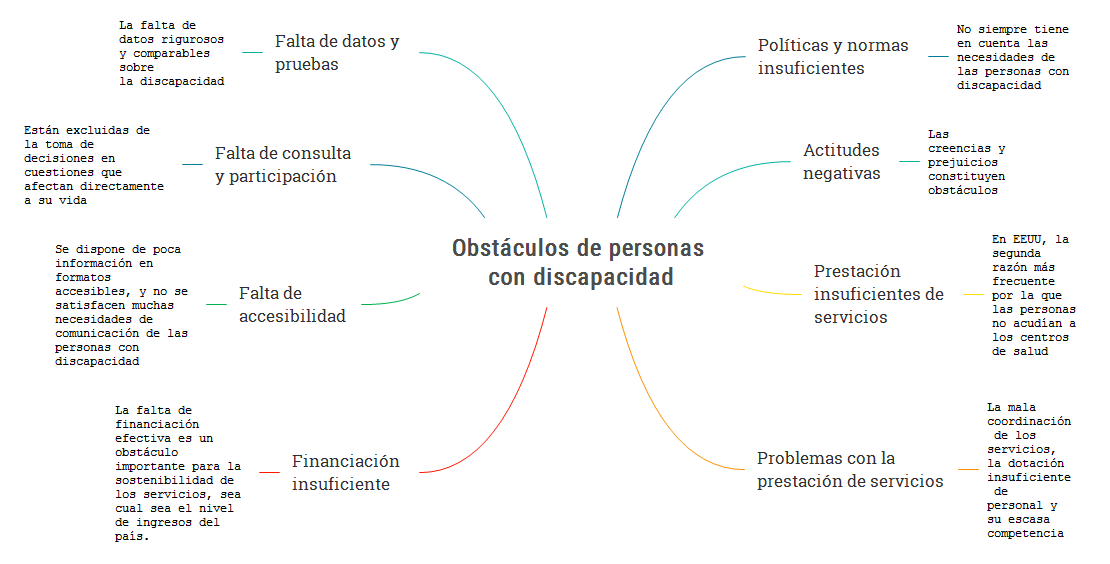 Obstáculos de personas
con discapacidad
Falta de datos y
pruebas
La falta de
datos rigurosos
y comparables
sobre
la discapacidad
Falta de consulta
y participación
Están excluidas de
la toma de
decisiones en
cuestiones que
afectan directamente
a su vida
Falta de
accesibilidad
Se dispone de poca
información en
formatos
accesibles, y no se
satisfacen muchas
necesidades de
comunicación de las
personas con
discapacidad
Financiación
insuficiente
La falta de
financiación
efectiva es un
obstáculo
importante para la
sostenibilidad de
los servicios, sea
cual sea el nivel
de ingresos del
país.
Políticas y normas
insuficientes
No siempre tiene
en cuenta las
necesidades de
las personas con
discapacidad
Actitudes
negativas
Las
creencias y
prejuicios
constituyen
obstáculos
Prestación
insuficientes de
servicios
En EEUU, la
segunda
razón más
frecuente
por la que
las personas
no acudían a
los centros
de salud
Problemas con la
prestación de servicios
La mala
coordinación
de los
servicios,
la dotación
insuficiente
de
personal y
su escasa
competencia